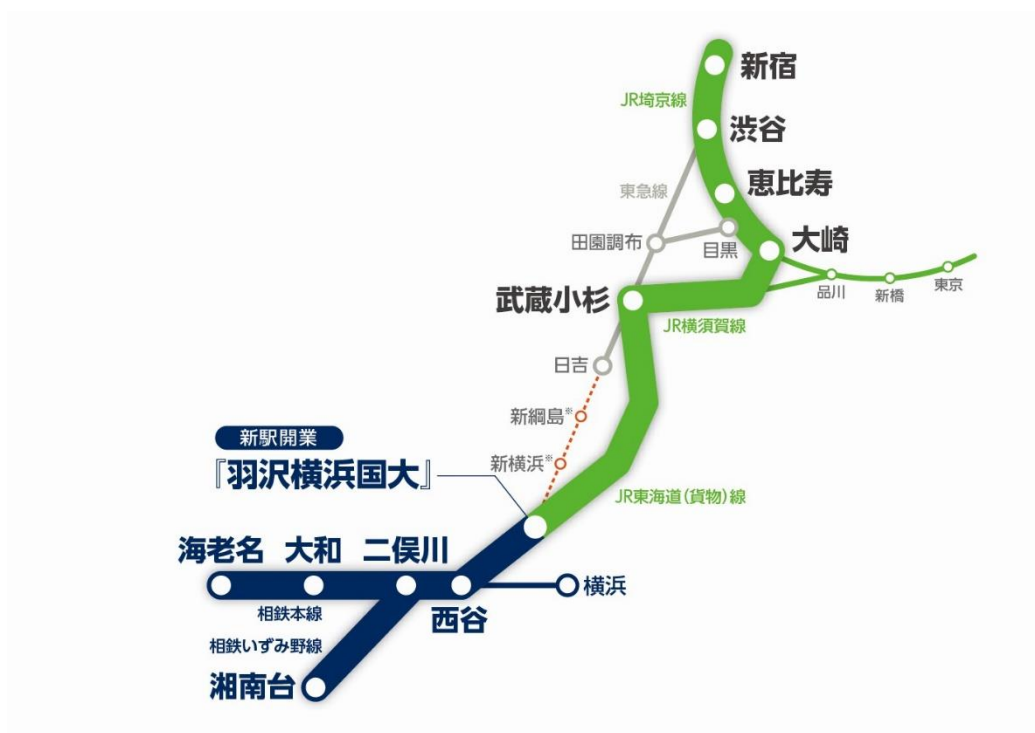 新宿
JR埼京線
渋谷
恵比寿
東急線
田園調布
目黒
大崎
品川
新橋
東京
武蔵小杉
JR横須賀線
日吉
新綱島※
新駅開業
新横浜※
『羽沢横浜国大』
JR東海道(貨物)線
海老名
大和
二俣川
横浜
相鉄本線
西谷
相鉄いずみ野線
湘南台